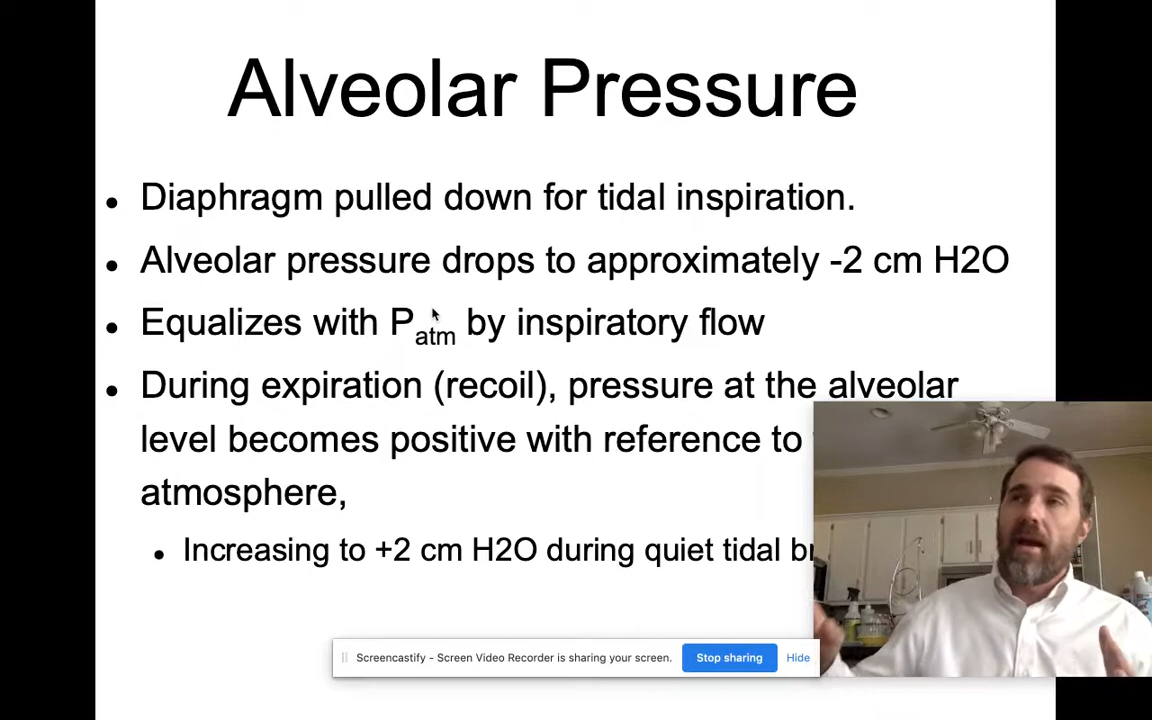 Alveolar Pressure
• Diaphragm pulled down for tidal inspiration.
• Alveolar pressure drops to approximately -2 cm H2O
• Equalizes with Patm by inspiratory flow
• During expiration (recoil), pressure at the alveolar
level becomes positive with reference to
atmosphere,
• Increasing to +2 cm H2O during quiet tidal
Screencastify - Screen Video Recorder is sharing your screen.
Stop sharing
Hide